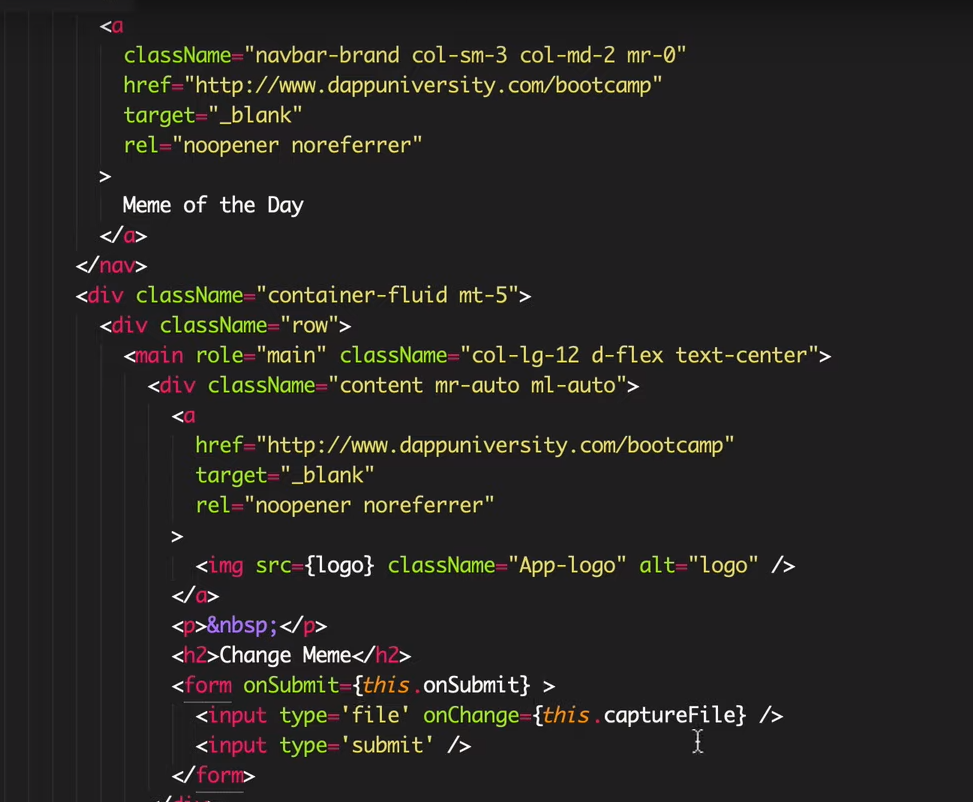 <a
className="navbar-brand col-sm-3 col-md-2 mr-0"
href="http://www.dappuniversity.com/bootcamp"
target="_blank"
rel="noopener noreferrer"
>
Meme of the Day
</a>
</nav>
<div className="container-fluid mt-5">
<div className="row">
<main role="main" className="col-lg-12 d-flex text-center">
<div className="content mr-auto ml-auto">
<a
href="http://www.dappuniversity.com/bootcamp"
target="_blank"
rel="noopener noreferrer"
>
<img src={logo} className="App-logo" alt="logo" />
</a>
<p>&nbsp;</p>
<h2>Change Meme</h2>
<form onSubmit={this.onSubmit} >
<input type='file' onChange={this.captureFile} />
<input type='submit' />
</form>